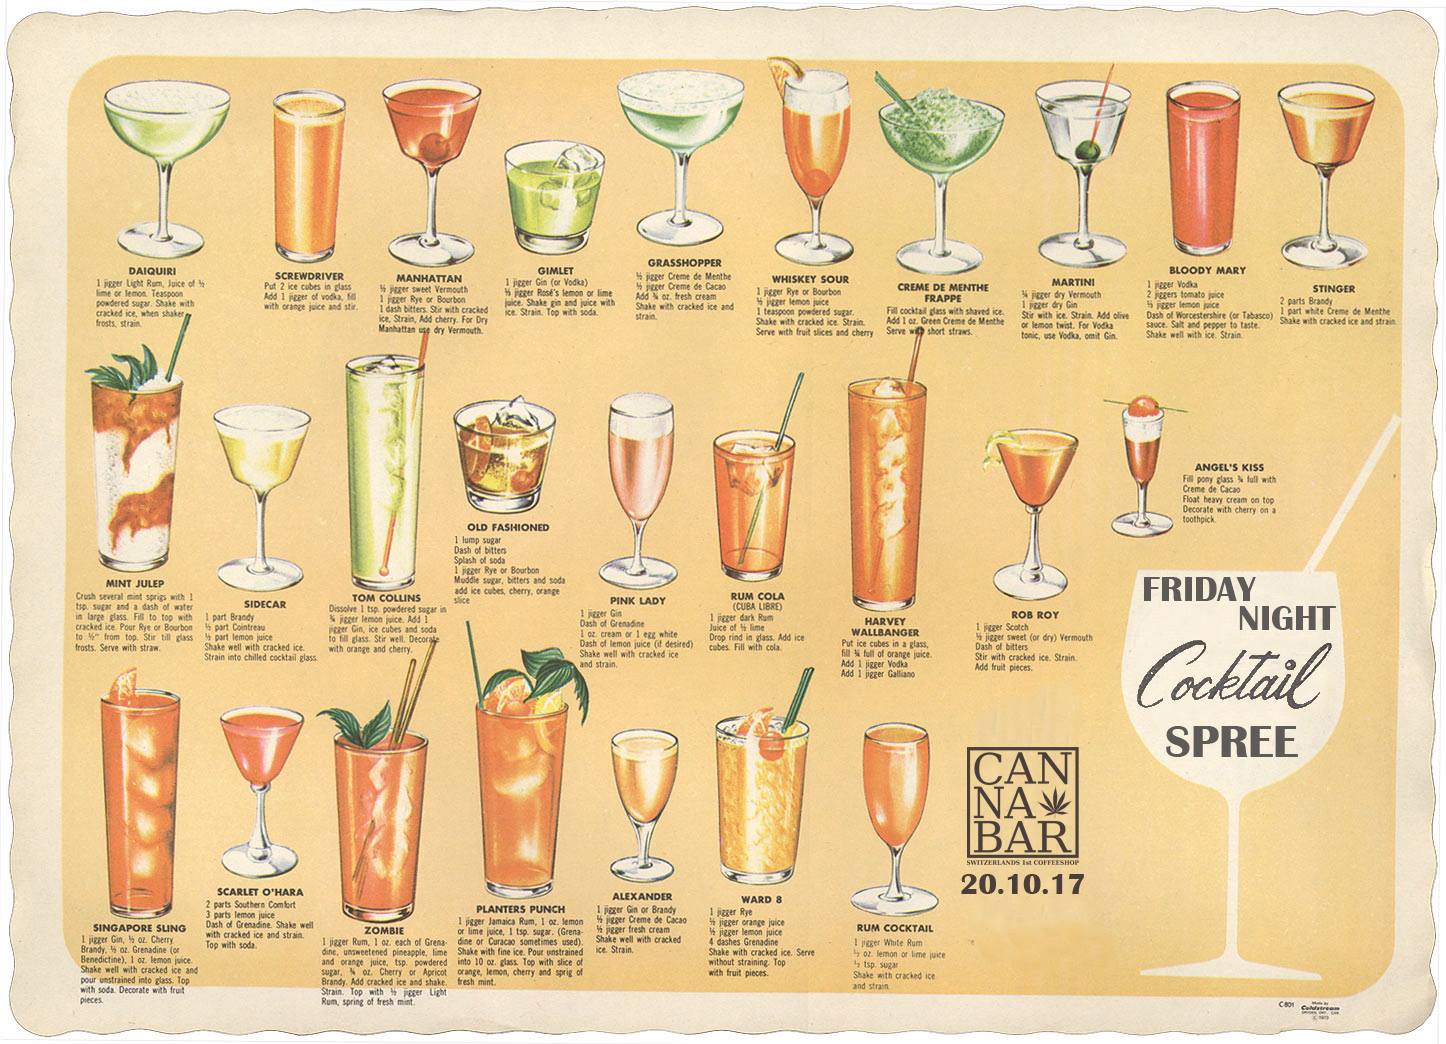 DAIQUIRI
1 jigger Light Rum, Juice of ½
lime or lemon. Teaspoon
powdered sugar. Shake with
cracked ice, when shaker
frosts, strain.
SCREWDRIVER
Put 2 ice cubes in glass
Add 1 jigger of vodka, fill
with orange juice and stir.
MANHATTAN
½ jigger sweet Vermouth
1 jigger Rye or Bourbon
1 dash bitters. Stir with cracked
ice, Strain, Add cherry. For Dry
Manhattan use dry Vermouth.
GIMLET
1 jigger Gin (or Vodka)
½ jigger Rosé's lemon or lime
juice. Shake gin and juice with
ice. Strain. Top with soda.
GRASSHOPPER
½ jigger Creme de Menthe
½ jigger Creme de Cacao
Add ¾ oz. fresh cream
Shake with cracked ice and
strain.
WHISKEY SOUR
1 jigger Rye or Bourbon
½ jigger lemon juice
1 teaspoon powdered sugar.
Shake with cracked ice. Strain.
Serve with fruit slices and cherry
CREME DE MENTHE
FRAPPE
Fill cocktail glass with shaved ice.
Add 1 oz. Green Creme de Menthe
Serve with short straws.
MARTINI
¼ jigger dry Vermouth
1 jigger dry Gin
Stir with ice. Strain. Add olive
or lemon twist. For Vodka
tonic, use Vodka, omit Gin.
BLOODY MARY
1 jigger Vodka
2 jiggers tomato juice
½ jigger lemon juice
Dash of Worcestershire (or Tabasco)
sauce. Salt and pepper to taste.
Shake well with ice. Strain.
STINGER
2 parts Brandy
1 part white Creme de Menthe
Shake with cracked ice and strain.
MINT JULEP
Crush several mint sprigs with 1
tsp. sugar and a dash of water
in large glass. Fill to top with
cracked ice. Pour Rye or Bourbon
to ½" from top. Stir till glass
frosts. Serve with straw.
SIDECAR
1 part Brandy
½ part Cointreau
½ part lemon juice
Shake well with cracked ice.
Strain into chilled cocktail glass.
TOM COLLINS
Dissolve 1 tsp. powdered sugar in
¾ jigger lemon juice. Add 1
jigger Gin, ice cubes and soda
to fill glass. Stir well. Decorate
with orange and cherry.
OLD FASHIONED
1 lump sugar
Dash of bitters
Splash of soda
1 jigger Rye or Bourbon
Muddle sugar, bitters and soda
add ice cubes, cherry, orange
slice
PINK LADY
1 jigger Gin
Dash of Grenadine
1 oz. cream or 1 egg white
Dash of lemon juice (if desired)
Shake well with cracked ice
and strain.
RUM COLA
(CUBA LIBRE)
1 jigger dark Rum
Juice of ½ lime
Drop rind in glass. Add ice
cubes. Fill with cola.
HARVEY
WALLBANGER
Put ice cubes in a glass,
fill ¾ full of orange juice.
Add 1 jigger Vodka
Add 1 jigger Galliano
ROB ROY
1 jigger Scotch
½ jigger sweet (or dry) Vermouth
Dash of bitters
Stir with cracked ice. Strain.
Add fruit pieces.
ANGEL'S KISS
Fill pony glass ¾ full with
Creme de Cacao
Float heavy cream on top
Decorate with cherry on a
toothpick.
FRIDAY
NIGHT
Cocktail
SPREE
SINGAPORE SLING
1 jigger Gin, ½ oz. Cherry
Brandy, ½ oz. Grenadine (or
Benedictine), 1 oz. lemon juice.
Shake well with cracked ice and
pour unstrained into glass. Top
with soda. Decorate with fruit
pieces.
SCARLET O'HARA
2 parts Southern Comfort
3 parts lemon juice
Dash of Grenadine. Shake well
with cracked ice and strain.
Top with soda.
ZOMBIE
1 jigger Rum, 1 oz. each of Grena-
dine, unsweetened pineapple, lime
and orange juice, tsp. powdered
sugar, ¾ oz. Cherry or Apricot
Brandy. Add cracked ice and shake.
Strain. Top with ½ jigger Light
Rum, spring of fresh mint.
PLANTERS PUNCH
1 jigger Jamaica Rum, 1 oz. lemon
or lime juice, 1 tsp. sugar. (Grena-
dine or Curacao sometimes used).
Shake with fine ice. Pour unstrained
into 10 oz. glass. Top with slice of
orange, lemon, cherry and sprig of
fresh mint.
ALEXANDER
1 jigger Gin or Brandy
½ jigger Creme de Cacao
½ jigger fresh cream
Shake well with cracked
ice. Strain.
WARD 8
1 jigger Rye
½ jigger orange juice
½ jigger lemon juice
4 dashes Grenadine
Shake with cracked ice. Serve
without straining. Top
with fruit pieces.
RUM COCKTAIL
1 jigger White Rum
½ oz. lemon or lime juice
½ tsp. sugar
Shake with cracked ice
and strain.
CAN
NA
BAR
SWITZERLANDS 1st COFFEESHOP
20.10.17
C 801
Made by
Coldstream
© 1973